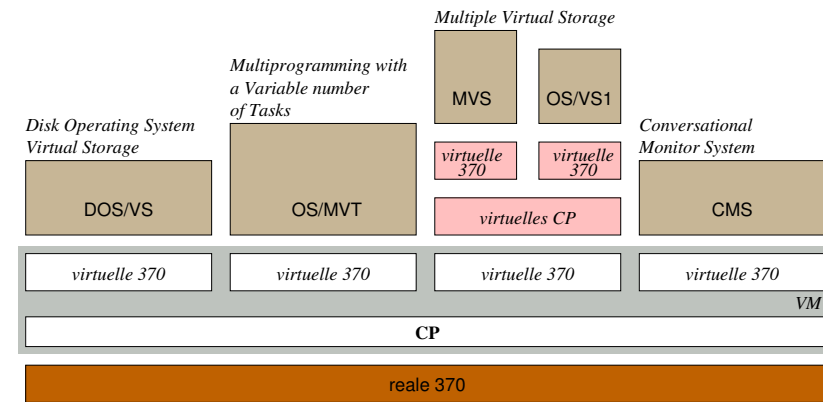 Multiple Virtual Storage
Multiprogramming with
a Variable number
of Tasks
Disk Operating System
Virtual Storage
Conversational
Monitor System
MVS
OS/VS1
virtuelle
370
virtuelle
370
DOS/VS
OS/MVT
virtuelles CP
CMS
virtuelle 370
virtuelle 370
virtuelle 370
virtuelle 370
VM
CP
reale 370